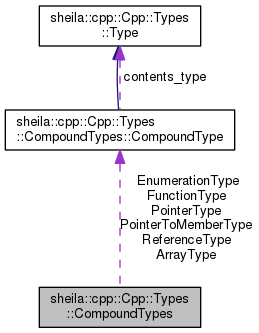 sheila::cpp::Cpp::Types
::Type
contents_type
sheila::cpp::Cpp::Types
::CompoundTypes::CompoundType
EnumerationType
FunctionType
PointerType
PointerToMemberType
ReferenceType
ArrayType
sheila::cpp::Cpp::Types
::CompoundTypes